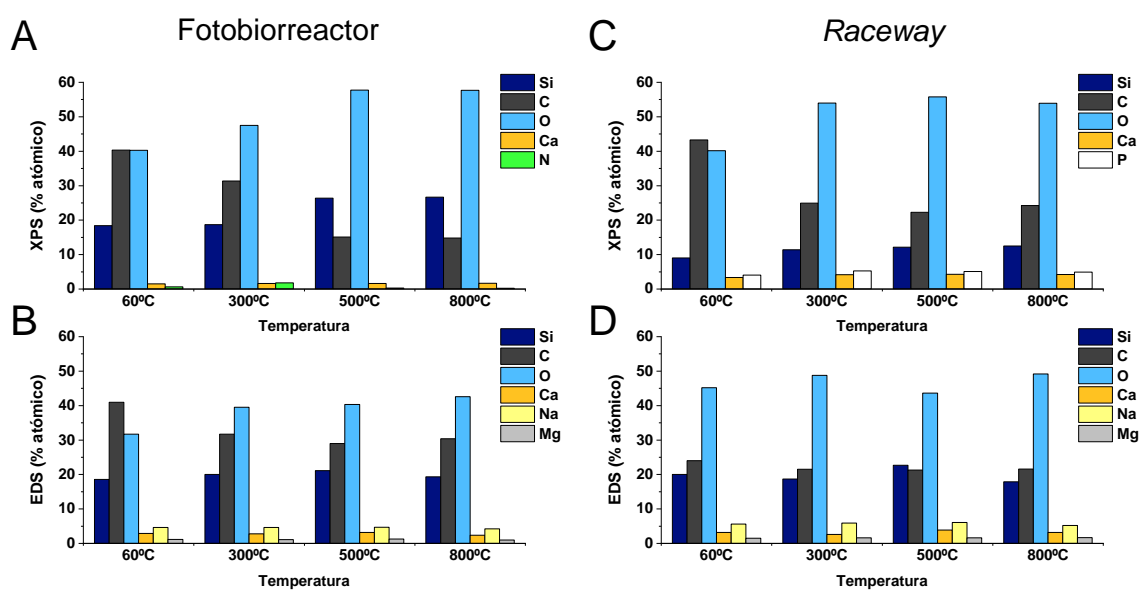 A
Fotobiorreactor
60
50
40
30
20
10
0
XPS (% atómico)
60ºC
300ºC
500ºC
800ºC
Temperatura
Si
C
O
Ca
N
B
60
50
40
30
20
10
0
EDS (% atómico)
60ºC
300ºC
500ºC
800ºC
Temperatura
Si
C
O
Ca
Na
Mg
C
Raceway
60
50
40
30
20
10
0
XPS (% atómico)
60ºC
300ºC
500ºC
800ºC
Temperatura
Si
C
O
Ca
P
D
60
50
40
30
20
10
0
EDS (% atómico)
60ºC
300ºC
500ºC
800ºC
Temperatura
Si
C
O
Ca
Na
Mg